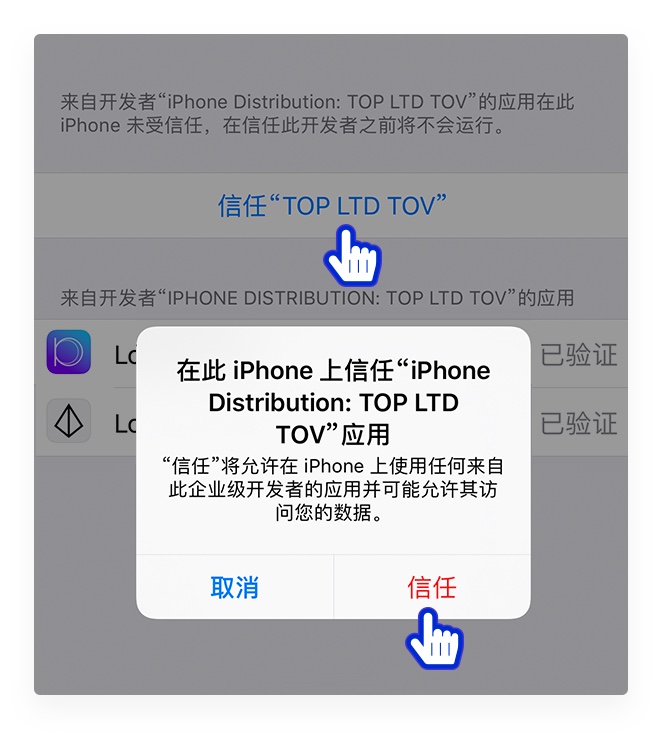 来自开发者“iPhone Distribution: TOP LTD TOV”的应用在此
iPhone 未受信任，在信任此开发者之前将不会运行。
信任“TOP LTD TOV”
来自开发者“IPHONE DISTRIBUTION: TOP LTD TOV”的应用
已验证
已验证
在此 iPhone 上信任“iPhone
Distribution: TOP LTD
TOV”应用
“信任”将允许在 iPhone 上使用任何来自
此企业级开发者的应用并可能允许其访
问您的数据。
取消
信任